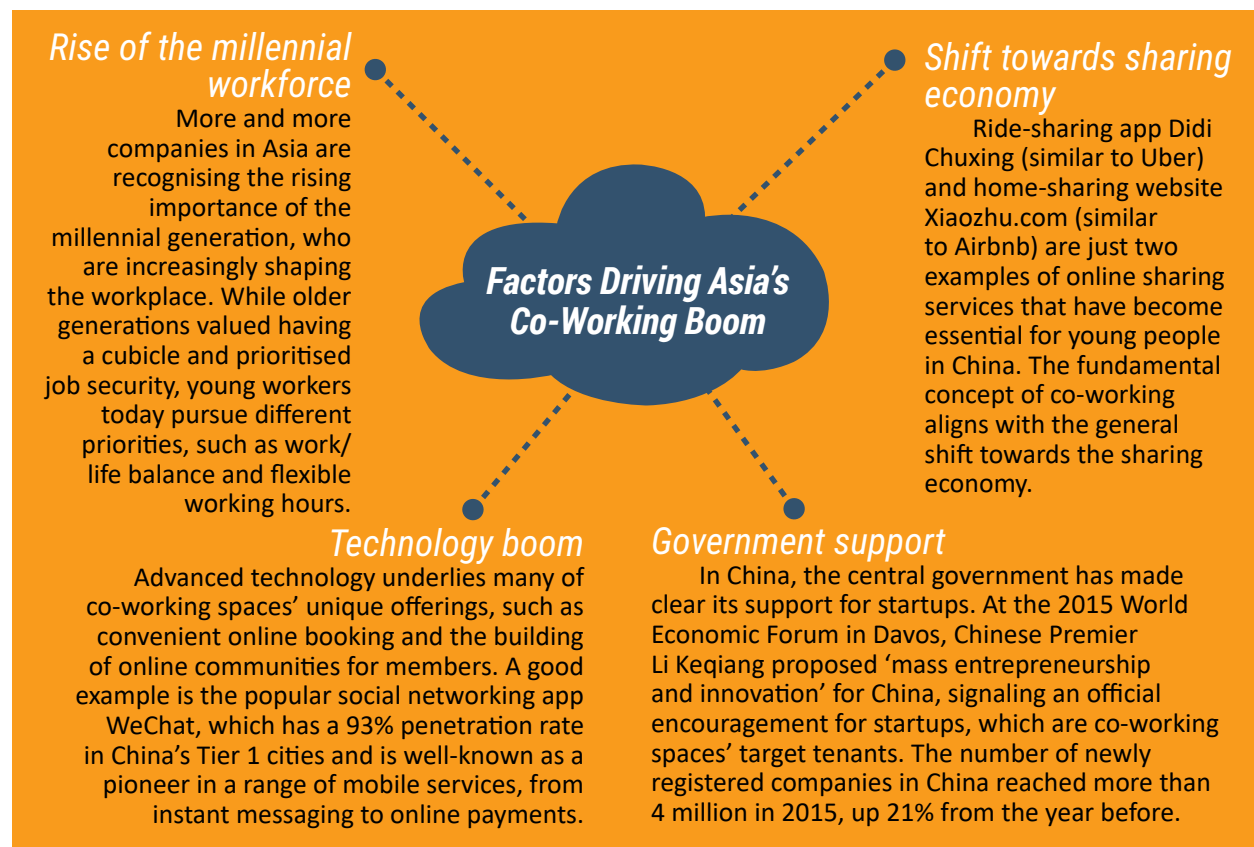 Factors Driving Asia's
Co-Working Boom
Rise of the millennial
workforce
More and more
companies in Asia are
recognising the rising
importance of the
millennial generation, who
are increasingly shaping
the workplace. While older
generations valued having
a cubicle and prioritised
job security, young workers
today pursue different
priorities, such as work/
life balance and flexible
working hours.
Shift towards sharing
economy
Ride-sharing app Didi
Chuxing (similar to Uber)
and home-sharing website
Xiaozhu.com (similar
to Airbnb) are just two
examples of online sharing
services that have become
essential for young people
in China. The fundamental
concept of co-working
aligns with the general
shift towards the sharing
economy.
Technology boom
Advanced technology underlies many of
co-working spaces' unique offerings, such as
convenient online booking and the building
of online communities for members. A good
example is the popular social networking app
WeChat, which has a 93% penetration rate
in China's Tier 1 cities and is well-known as a
pioneer in a range of mobile services, from
instant messaging to online payments.
Government support
In China, the central government has made
clear its support for startups. At the 2015 World
Economic Forum in Davos, Chinese Premier
Li Keqiang proposed 'mass entrepreneurship
and innovation' for China, signaling an official
encouragement for startups, which are co-working
spaces' target tenants. The number of newly
registered companies in China reached more than
4 million in 2015, up 21% from the year before.